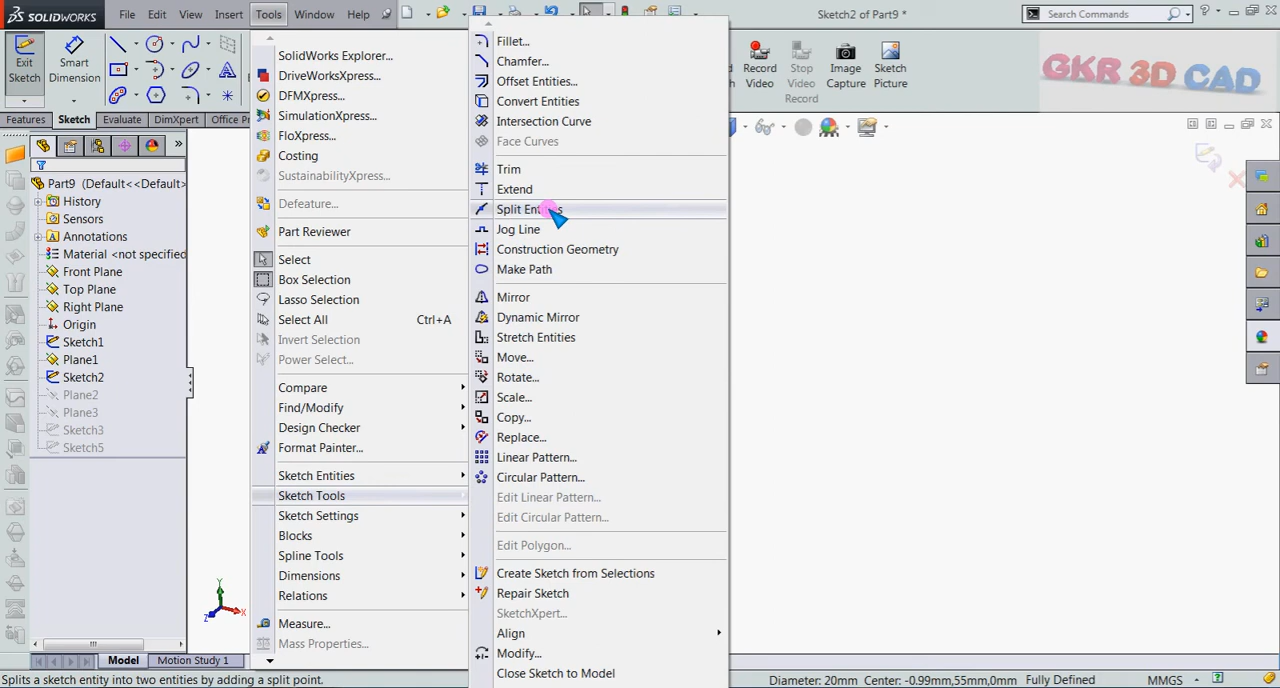 SOLIDWORKS
File Edit View Insert Tools Window Help
Sketch2 of Part9 *
Search Commands
Exit Sketch
Smart Dimension
Record Video
Stop Video Record
Image Capture
Sketch Picture
GKR 3D CAD
Features Sketch Evaluate DimXpert Office Pr
Part9 (Default<<Default>
History
Sensors
Annotations
Material <not specified
Front Plane
Top Plane
Right Plane
Origin
Sketch1
Plane1
Sketch2
Plane2
Plane3
Sketch3
Sketch5
SolidWorks Explorer...
DriveWorksXpress...
DFMXpress...
SimulationXpress...
FloXpress...
Costing
SustainabilityXpress...
Defeature...
Part Reviewer
Select
Box Selection
Lasso Selection
Select All Ctrl+A
Invert Selection
Power Select...
Compare
Find/Modify
Design Checker
Format Painter...
Sketch Entities
Sketch Tools
Sketch Settings
Blocks
Spline Tools
Dimensions
Relations
Measure...
Mass Properties...
Fillet...
Chamfer...
Offset Entities...
Convert Entities
Intersection Curve
Face Curves
Trim
Extend
Split Entities
Jog Line
Construction Geometry
Make Path
Mirror
Dynamic Mirror
Stretch Entities
Move...
Rotate...
Scale...
Copy...
Replace...
Linear Pattern...
Circular Pattern...
Edit Linear Pattern...
Edit Circular Pattern...
Edit Polygon...
Create Sketch from Selections
Repair Sketch
SketchXpert...
Align
Modify...
Close Sketch to Model
Y
X
Z
Model Motion Study 1
Splits a sketch entity into two entities by adding a split point.
Diameter: 20mm Center: -0.99mm,55mm,0mm Fully Defined MMGS